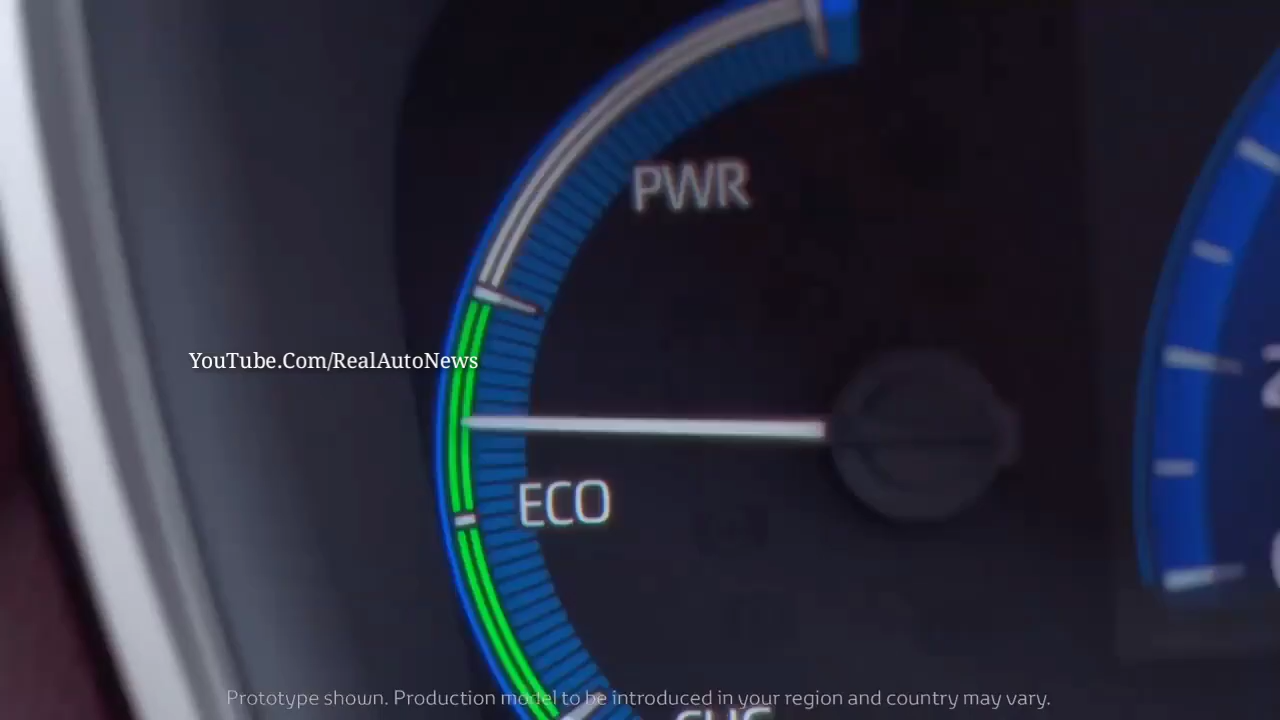 PWR
YouTube.Com/RealAutoNews
ECO
Prototype shown. Production model to be introduced in your region and country may vary.